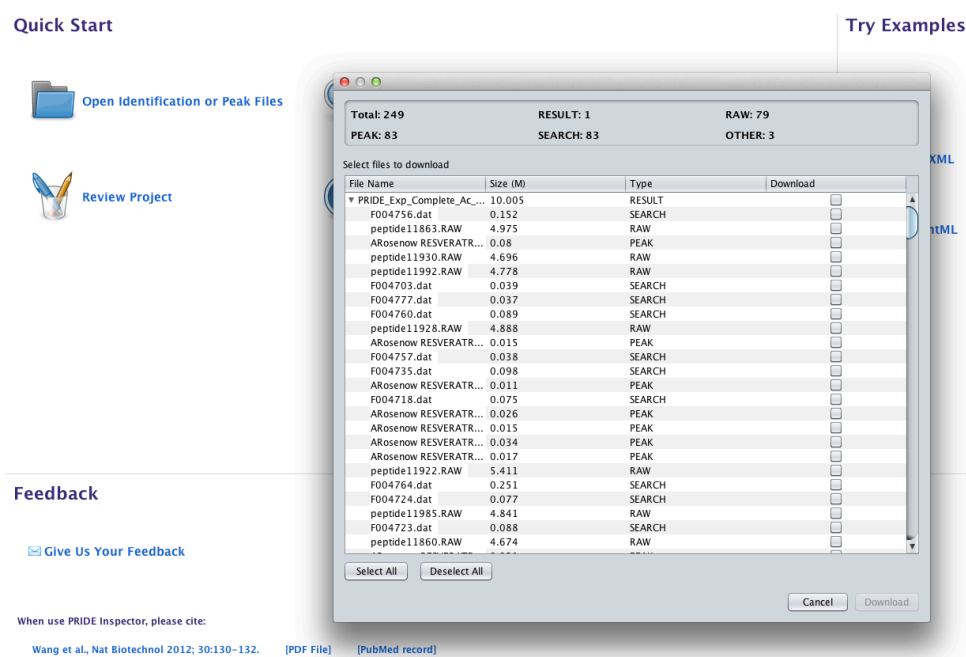 Quick Start
Try Examples
Open Identification or Peak Files
Review Project
XML
ntML
Total: 249 RESULT: 1 RAW: 79
PEAK: 83 SEARCH: 83 OTHER: 3
Select files to download
File Name Size (M) Type Download
PRIDE_Exp_Complete_Ac_... 10.005 RESULT
F004756.dat 0.152 SEARCH
peptide11863.RAW 4.975 RAW
ARosenow RESVERATR... 0.08 PEAK
peptide11930.RAW 4.696 RAW
peptide11992.RAW 4.778 RAW
F004703.dat 0.039 SEARCH
F004777.dat 0.037 SEARCH
F004760.dat 0.089 SEARCH
peptide11928.RAW 4.888 RAW
ARosenow RESVERATR... 0.015 PEAK
F004757.dat 0.038 SEARCH
F004735.dat 0.098 SEARCH
ARosenow RESVERATR... 0.011 PEAK
F004718.dat 0.075 SEARCH
ARosenow RESVERATR... 0.026 PEAK
ARosenow RESVERATR... 0.015 PEAK
ARosenow RESVERATR... 0.034 PEAK
ARosenow RESVERATR... 0.017 PEAK
peptide11922.RAW 5.411 RAW
F004764.dat 0.251 SEARCH
F004724.dat 0.077 SEARCH
peptide11985.RAW 4.841 RAW
F004723.dat 0.088 SEARCH
peptide11860.RAW 4.674 RAW
Select All Deselect All
Cancel Download
Feedback
Give Us Your Feedback
When use PRIDE Inspector, please cite:
Wang et al., Nat Biotechnol 2012; 30:130-132. [PDF File] [PubMed record]